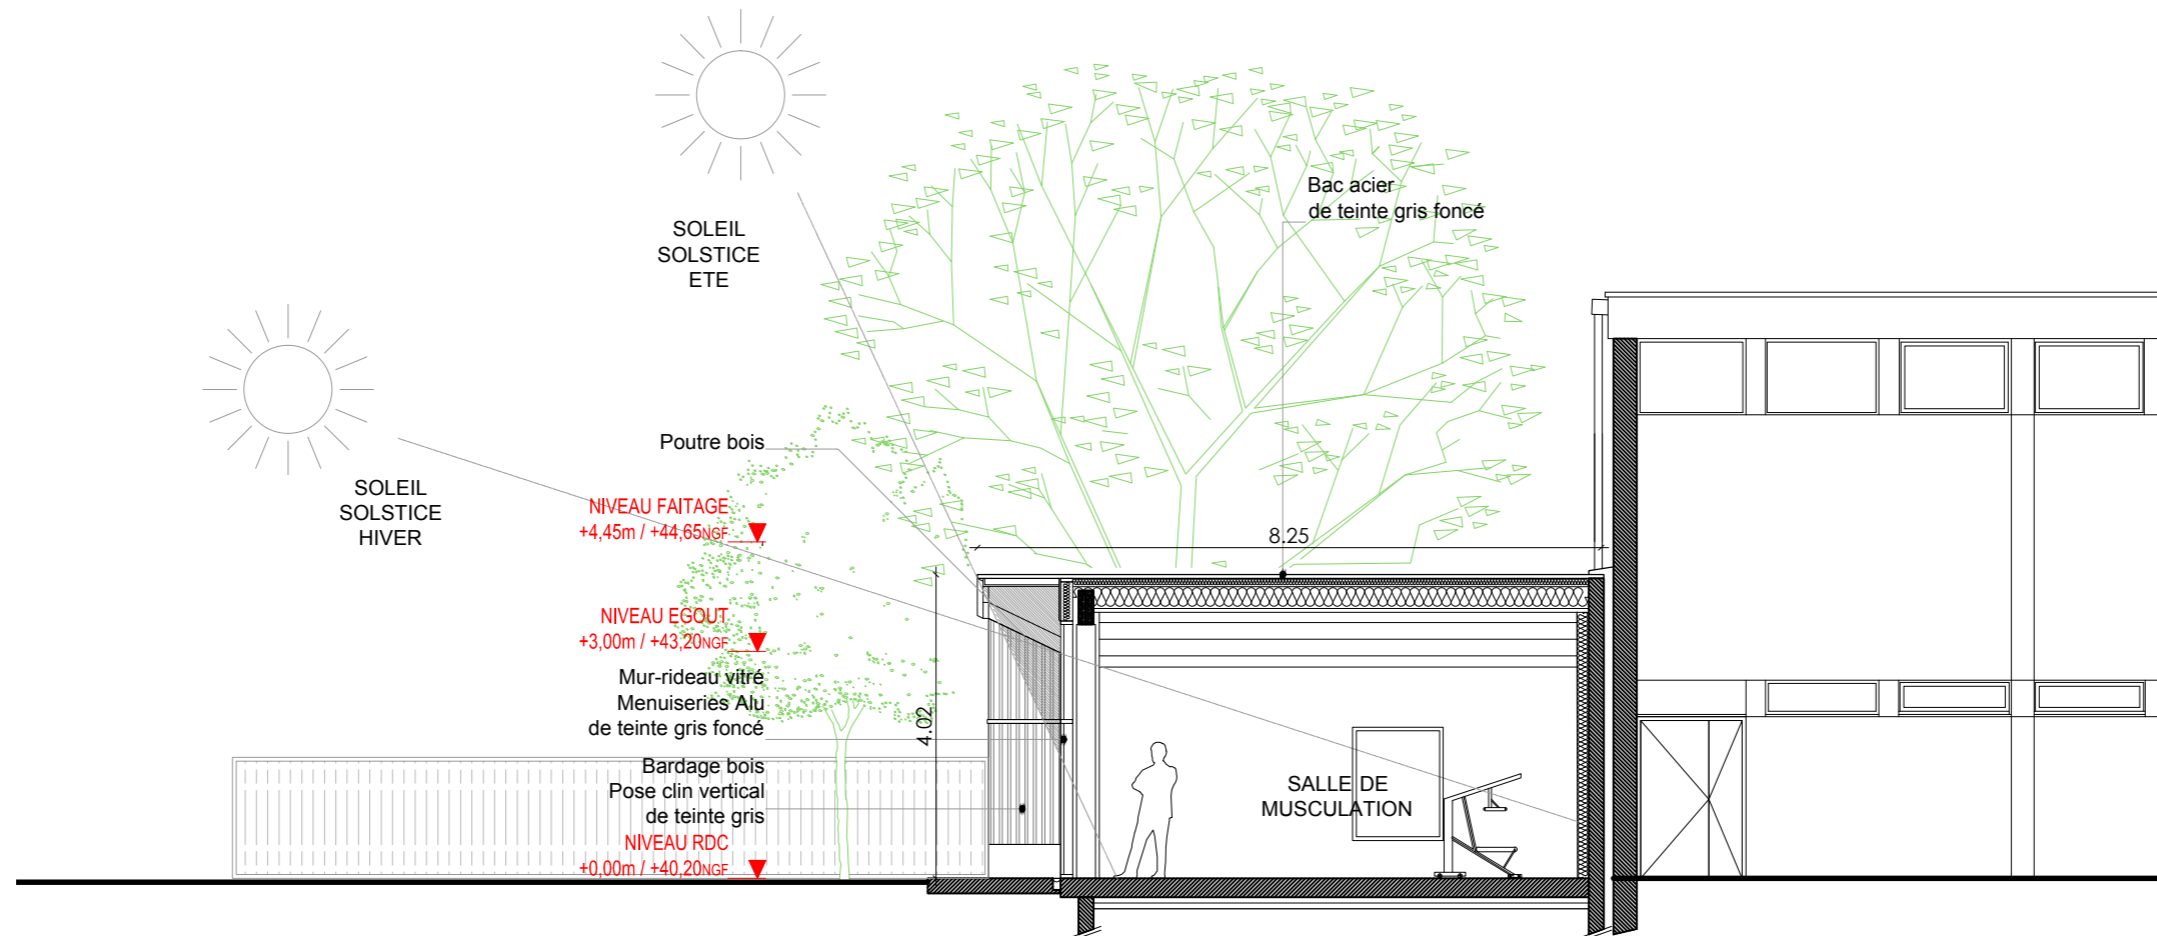 Bac acier
de teinte gris foncé
SOLEIL
SOLSTICE
ETE
Poutre bois
SOLEIL
SOLSTICE
HIVER
NIVEAU FAITAGE
+4,45m / +44,65NGF
8.25
NIVEAU EGOUT
+3,00m / +43,20NGF
Mur-rideau vitré
Menuiseries Alu
de teinte gris foncé
4.02
Bardage bois
Pose clin vertical
de teinte gris
SALLE DE
MUSCULATION
NIVEAU RDC
+0,00m / +40,20NGF